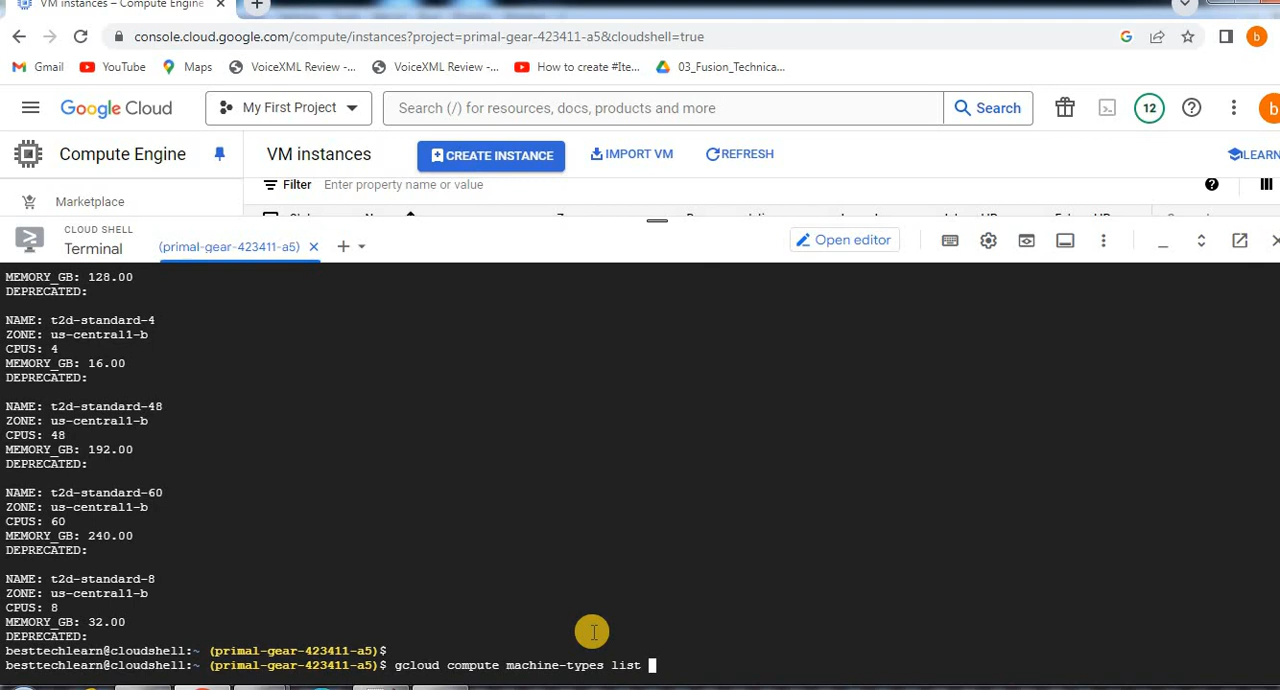 VM instances – Compute Engine
console.cloud.google.com/compute/instances?project=primal-gear-423411-a5&cloudshell=true
Gmail YouTube Maps VoiceXML Review -... VoiceXML Review -... How to create #Ite... 03_Fusion_Technica...
Google Cloud My First Project Search (/) for resources, docs, products and more Search 12 b
Compute Engine VM instances CREATE INSTANCE IMPORT VM REFRESH LEARN
Filter Enter property name or value
Marketplace
CLOUD SHELL
Terminal (primal-gear-423411-a5) Open editor
MEMORY_GB: 128.00
DEPRECATED:
NAME: t2d-standard-4
ZONE: us-central1-b
CPUS: 4
MEMORY_GB: 16.00
DEPRECATED:
NAME: t2d-standard-48
ZONE: us-central1-b
CPUS: 48
MEMORY_GB: 192.00
DEPRECATED:
NAME: t2d-standard-60
ZONE: us-central1-b
CPUS: 60
MEMORY_GB: 240.00
DEPRECATED:
NAME: t2d-standard-8
ZONE: us-central1-b
CPUS: 8
MEMORY_GB: 32.00
DEPRECATED:
besttechlearn@cloudshell:~ (primal-gear-423411-a5)$
besttechlearn@cloudshell:~ (primal-gear-423411-a5)$ gcloud compute machine-types list